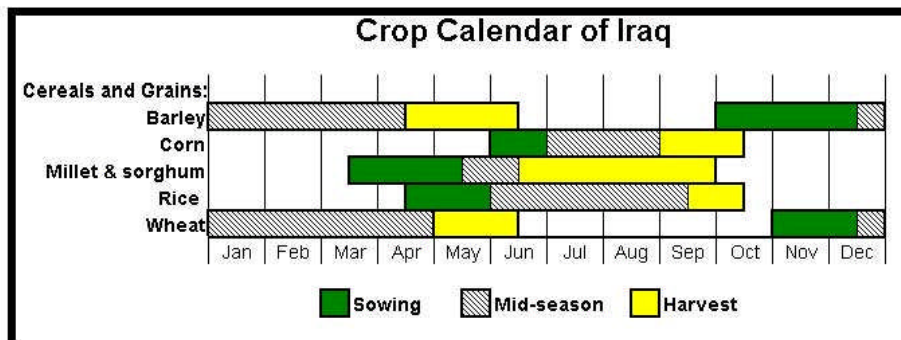 Crop Calendar of Iraq
Cereals and Grains:
Barley
Corn
Millet & sorghum
Rice
Wheat
Jan Feb Mar Apr May Jun Jul Aug Sep Oct Nov Dec
Sowing Mid-season Harvest